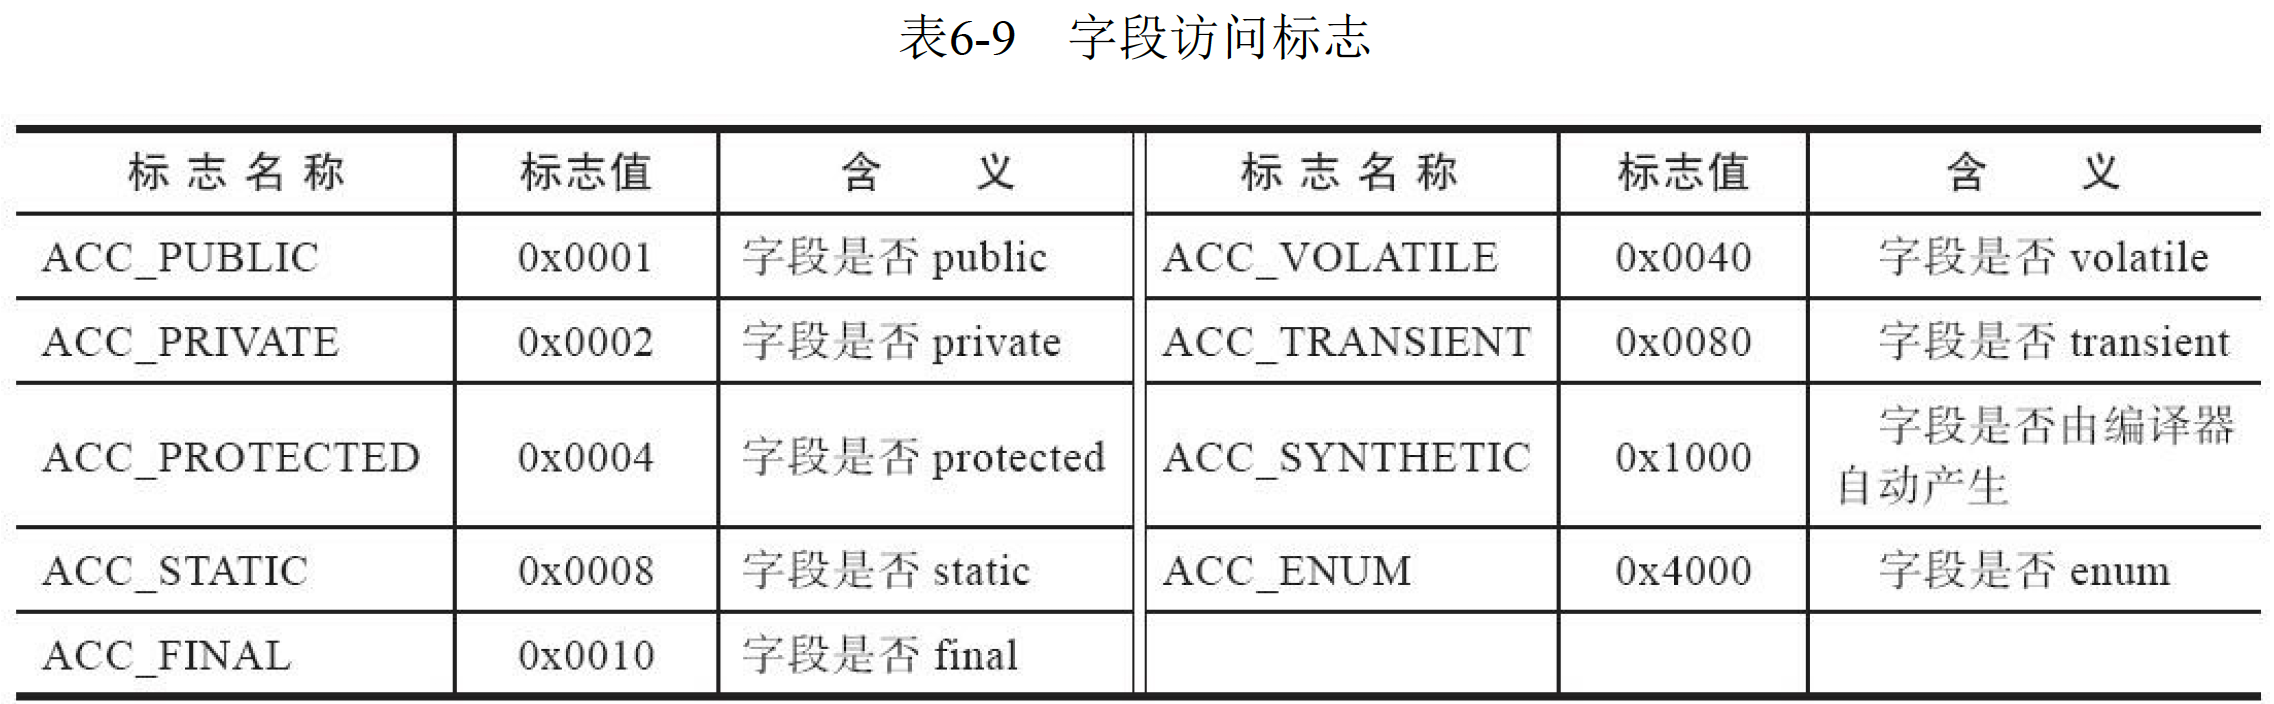 表6-9 字段访问标志
标志名称 标志值 含 义 标志名称 标志值 含 义
ACC_PUBLIC 0x0001 字段是否 public ACC_VOLATILE 0x0040 字段是否 volatile
ACC_PRIVATE 0x0002 字段是否 private ACC_TRANSIENT 0x0080 字段是否 transient
ACC_PROTECTED 0x0004 字段是否 protected ACC_SYNTHETIC 0x1000 字段是否由编译器
自动产生
ACC_STATIC 0x0008 字段是否 static ACC_ENUM 0x4000 字段是否 enum
ACC_FINAL 0x0010 字段是否 final